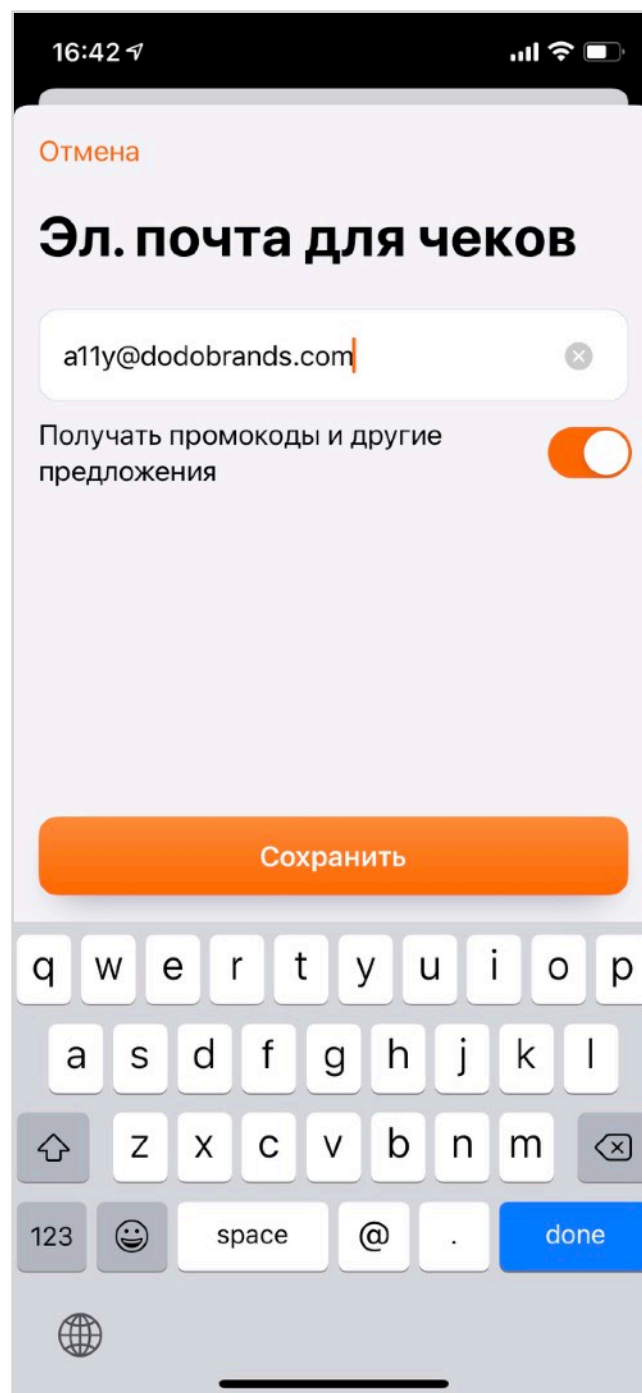 16:42
Отмена
Эл. почта для чеков
a11y@dodobrands.com
Получать промокоды и другие
предложения
Сохранить
q w e r t y u i o p
a s d f g h j k l
z x c v b n m
123 space @ . done